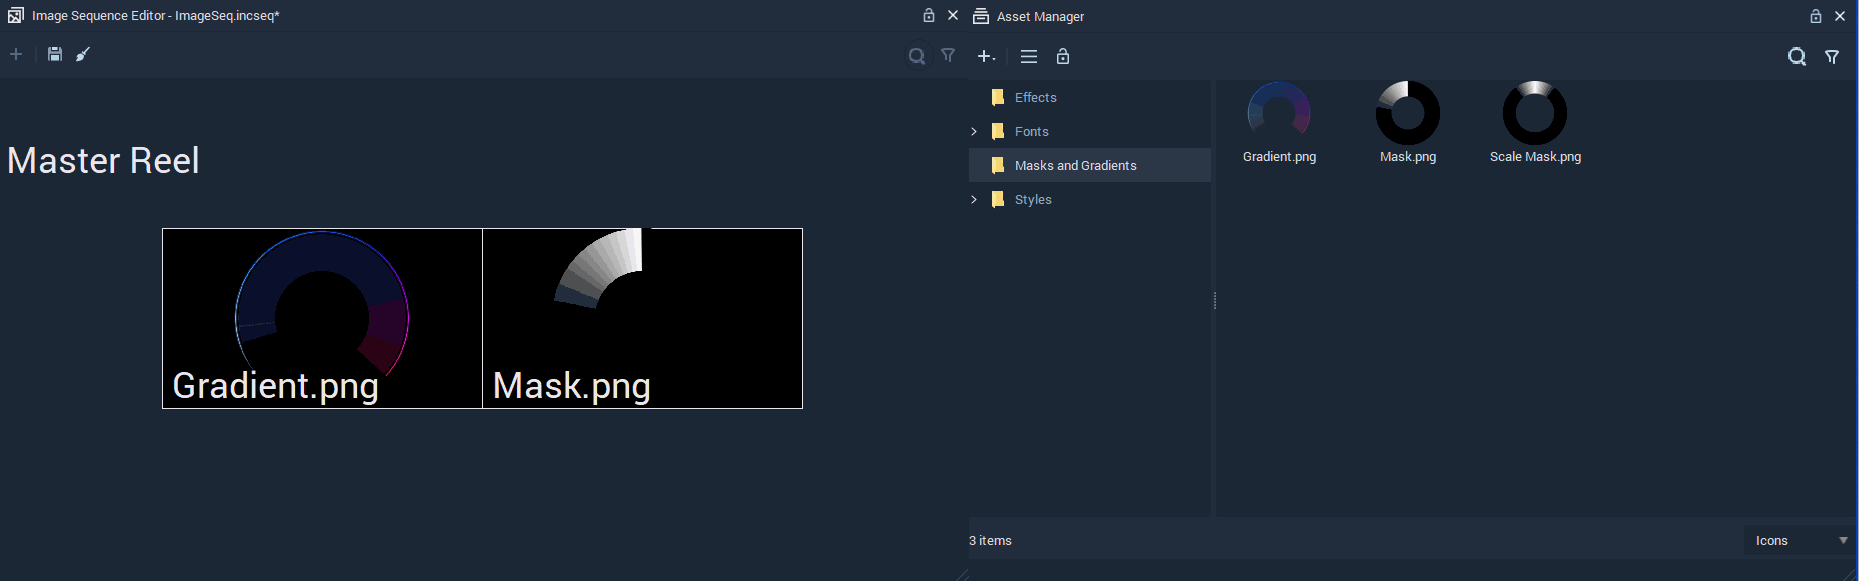 Image Sequence Editor - ImageSeq.incseq*
Master Reel
Gradient.png
Mask.png
Asset Manager
Effects
Fonts
Masks and Gradients
Styles
Gradient.png
Mask.png
Scale Mask.png
3 items
Icons